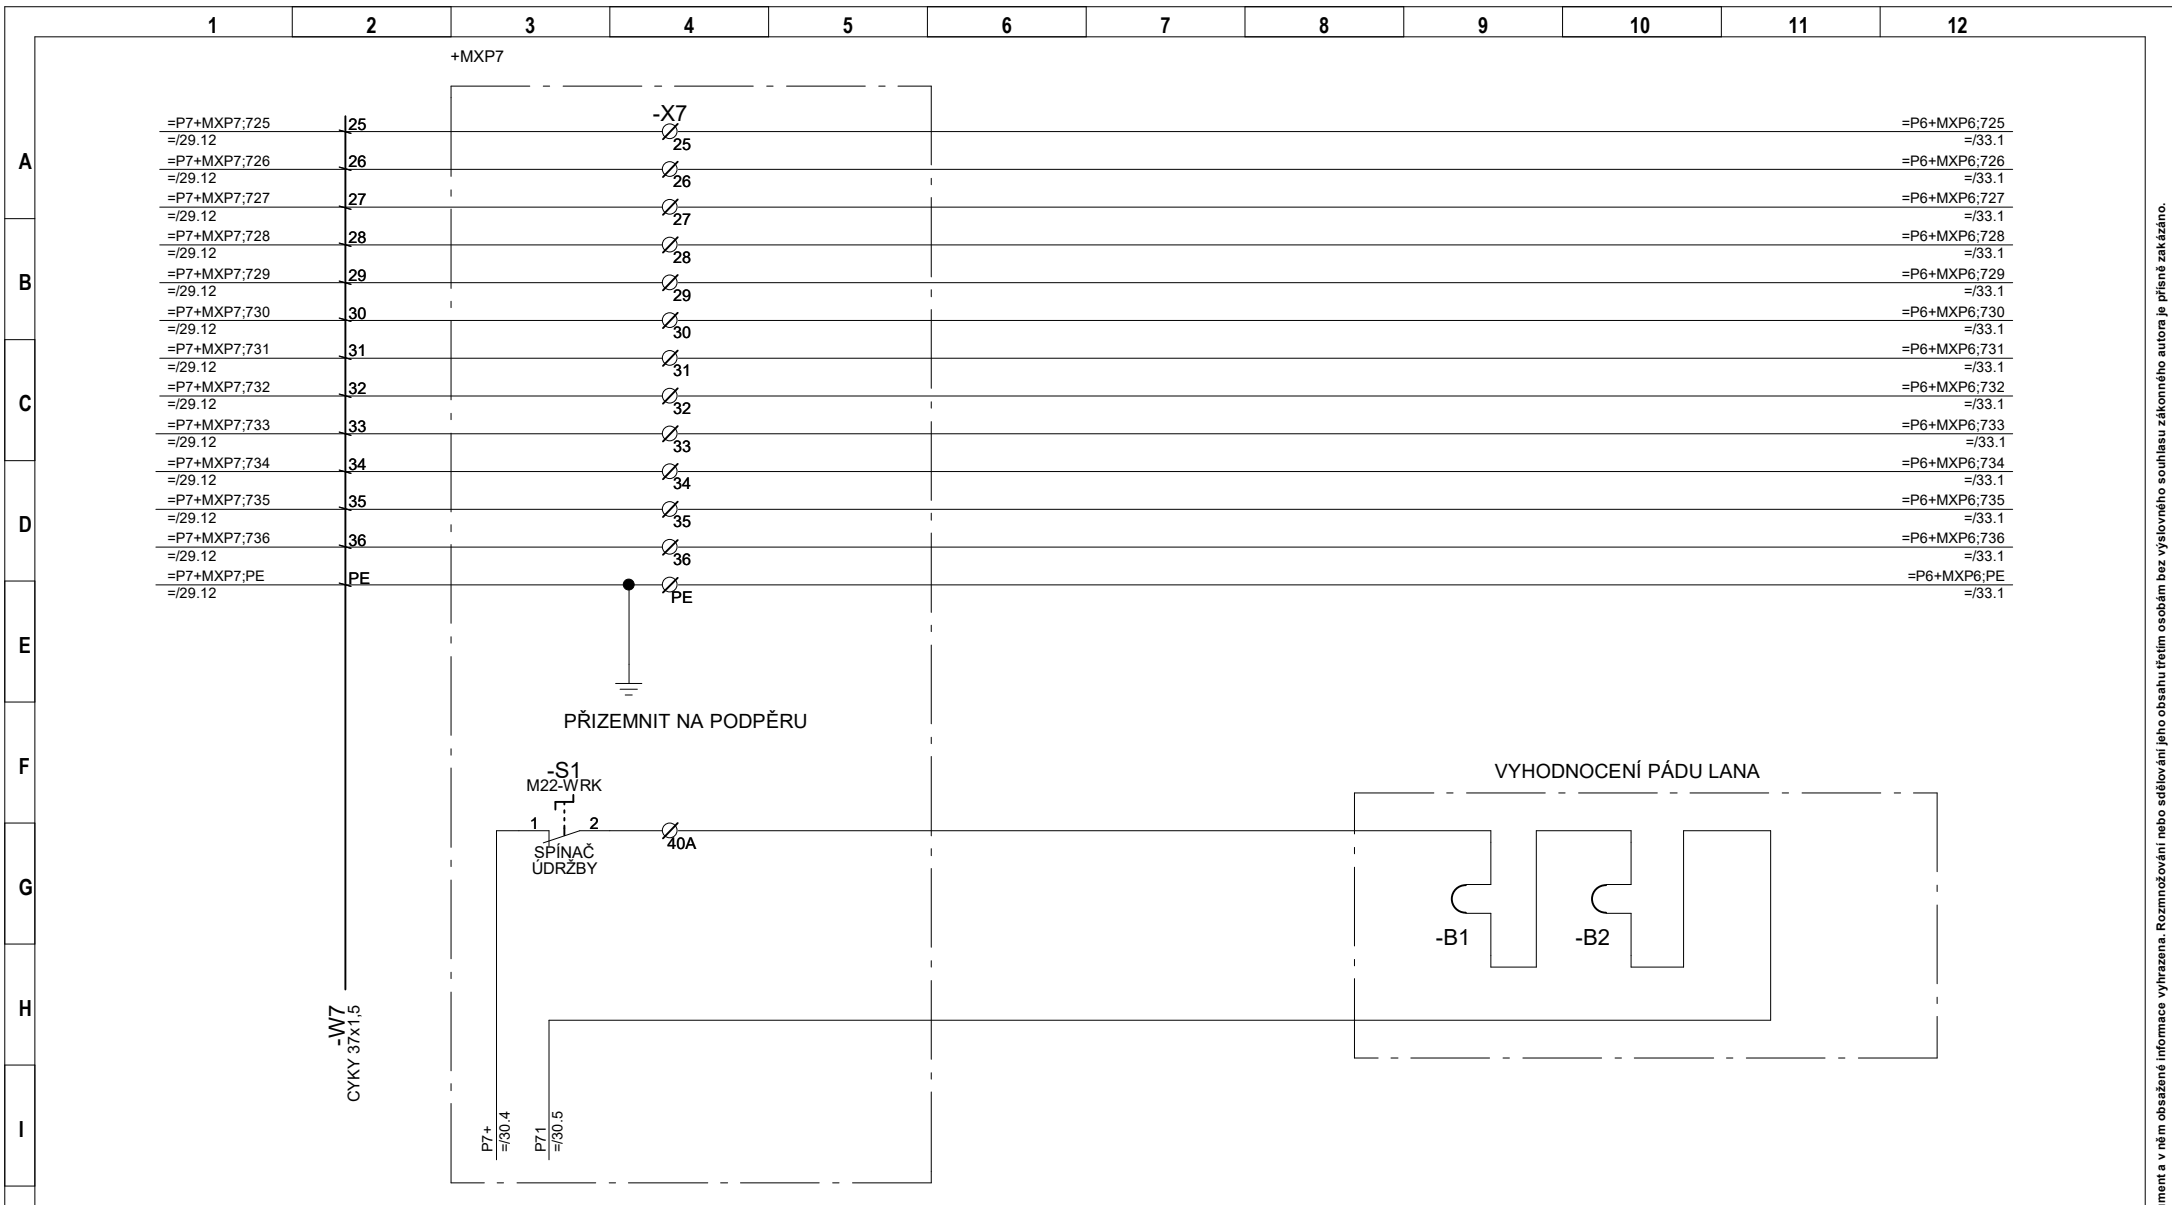 1 2 3 4 5 6 7 8 9 10 11 12
+MXP7
-X7
=P7+MXP7;725 25 =P6+MXP6;725
=/29.12 25 =/33.1
A
=P7+MXP7;726 26 =P6+MXP6;726
=/29.12 26 =/33.1
=P7+MXP7;727 27 =P6+MXP6;727
=/29.12 27 =/33.1
=P7+MXP7;728 28 =P6+MXP6;728
=/29.12 28 =/33.1
B
=P7+MXP7;729 29 =P6+MXP6;729
=/29.12 29 =/33.1
=P7+MXP7;730 30 =P6+MXP6;730
=/29.12 30 =/33.1
=P7+MXP7;731 31 =P6+MXP6;731
=/29.12 31 =/33.1
=P7+MXP7;732 32 =P6+MXP6;732
C
=/29.12 32 =/33.1
=P7+MXP7;733 33 =P6+MXP6;733
=/29.12 33 =/33.1
=P7+MXP7;734 34 =P6+MXP6;734
=/29.12 34 =/33.1
=P7+MXP7;735 35 =P6+MXP6;735
=/29.12 35 =/33.1
D
=P7+MXP7;736 36 =P6+MXP6;736
=/29.12 36 =/33.1
=P7+MXP7;PE PE =P6+MXP6;PE
=/29.12 PE =/33.1
E
PŘIZEMNIT NA PODPĚRU
F
-S1
M22-WRK
VYHODNOCENÍ PÁDU LANA
1 2
40A
SPÍNAČ
ÚDRŽBY
G
-B1 -B2
H
-W7
CYKY 37x1,5
I
P7+
=/30.4
P71
=/30.5
a v něm obsažené informace vyhrazena. Rozmnožování nebo sdělování jeho obsahu třetím osobám bez výslovného souhlasu zákonného autora je přísně zakázáno.